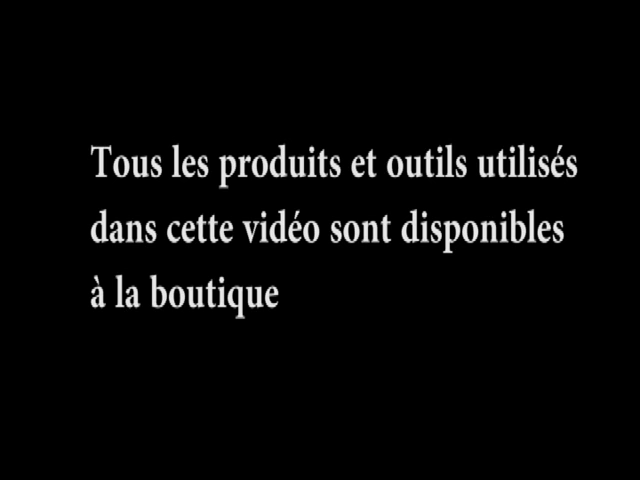 Tous les produits et outils utilisés
dans cette vidéo sont disponibles
à la boutique